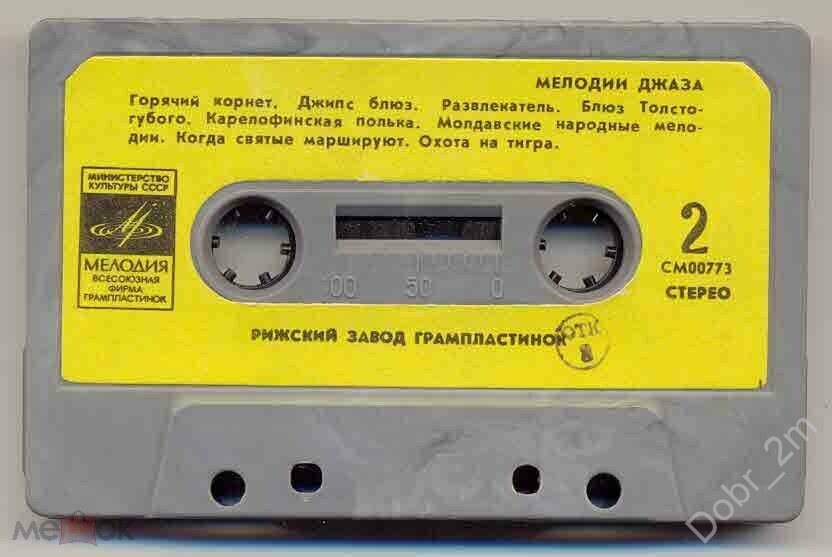 МЕЛОДИИ ДЖАЗА
Горячий корнет. Джипс блюз. Развлекатель. Блюз Толсто-
губого. Карелофинская полька. Молдавские народные мело-
дии. Когда святые маршируют. Охота на тигра.
МИНИСТЕРСТВО
КУЛЬТУРЫ СССР
МЕЛОДИЯ
ВСЕСОЮЗНАЯ
ФИРМА
ГРАМПЛАСТИНОК
2
СМ00773
СТЕРЕО
100 50 0
РИЖСКИЙ ЗАВОД ГРАМПЛАСТИНОК
ОТК
8
мешок
Dobr_2m